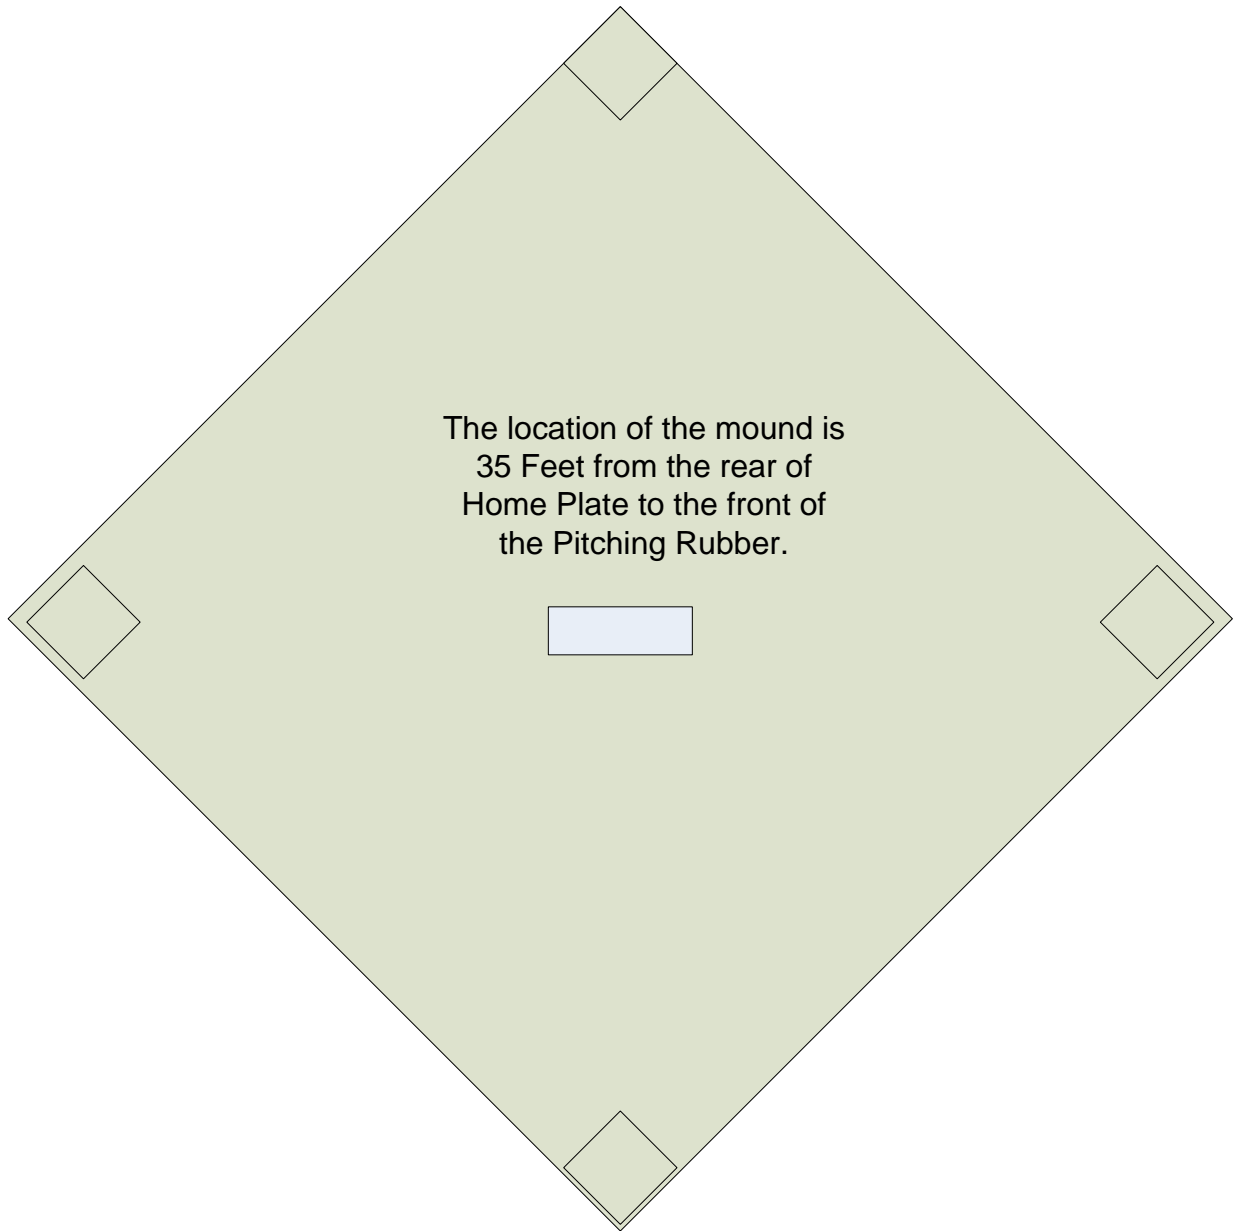 The location of the mound is
35 Feet from the rear of
Home Plate to the front of
the Pitching Rubber.